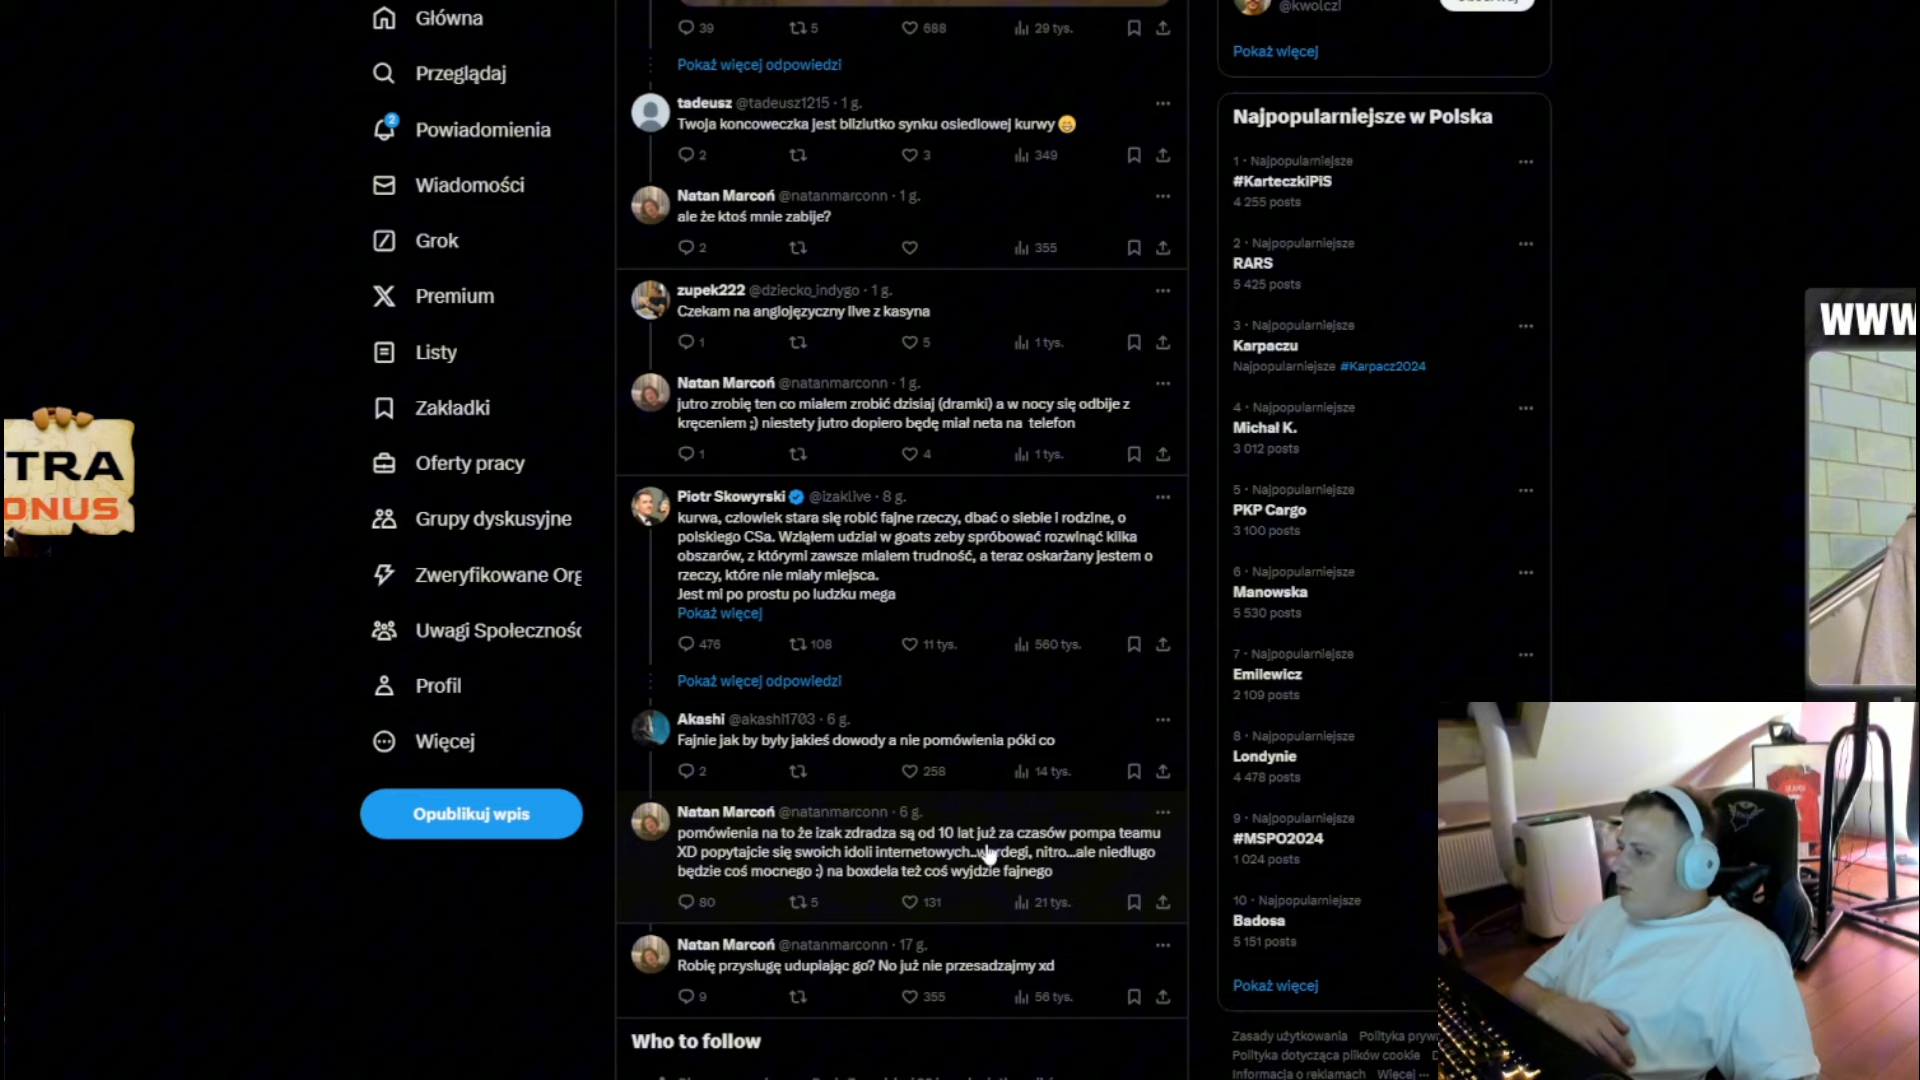 Główna
Przeglądaj
2
Powiadomienia
Wiadomości
Grok
Premium
Listy
Zakładki
Oferty pracy
Grupy dyskusyjne
Zweryfikowane Org
Uwagi Społecznośc
Profil
Więcej
Opublikuj wpis
TRA
ONUS
39 5 688 29 tys.
Pokaż więcej odpowiedzi
tadeusz @tadeusz1215 · 1 g.
Twoja koncoweczka jest bliziutko synku osiedlowej kurwy 😁
2 3 349
Natan Marcoń @natanmarconn · 1 g.
ale że ktoś mnie zabije?
2 355
zupek222 @dziecko_indygo · 1 g.
Czekam na anglojęzyczny live z kasyna
1 5 1 tys.
Natan Marcoń @natanmarconn · 1 g.
jutro zrobię ten co miałem zrobić dzisiaj (dramki) a w nocy się odbije z
kręceniem ;) niestety jutro dopiero będę miał neta na telefon
1 4 1 tys.
Piotr Skowyrski @izaklive · 8 g.
kurwa, człowiek stara się robić fajne rzeczy, dbać o siebie i rodzine, o
polskiego CSa. Wziąłem udział w goats zeby spróbować rozwinąć kilka
obszarów, z którymi zawsze miałem trudność, a teraz oskarżany jestem o
rzeczy, które nie miały miejsca.
Jest mi po prostu po ludzku mega
Pokaż więcej
476 108 11 tys. 560 tys.
Pokaż więcej odpowiedzi
Akashi @akashi1703 · 6 g.
Fajnie jak by były jakieś dowody a nie pomówienia póki co
2 258 14 tys.
Natan Marcoń @natanmarconn · 6 g.
pomówienia na to że izak zdradza są od 10 lat już za czasów pompa teamu
XD popytajcie się swoich idoli internetowych..wardegi, nitro...ale niedługo
będzie coś mocnego :) na boxdela też coś wyjdzie fajnego
80 5 131 21 tys.
Natan Marcoń @natanmarconn · 17 g.
Robię przysługę udupiając go? No już nie przesadzajmy xd
9 355 56 tys.
Who to follow
@kwolczi
Pokaż więcej
Najpopularniejsze w Polska
1 · Najpopularniejsze
#KarteczkiPiS
4 255 posts
2 · Najpopularniejsze
RARS
5 425 posts
3 · Najpopularniejsze
Karpaczu
Najpopularniejsze #Karpacz2024
4 · Najpopularniejsze
Michał K.
3 012 posts
5 · Najpopularniejsze
PKP Cargo
3 100 posts
6 · Najpopularniejsze
Manowska
5 530 posts
7 · Najpopularniejsze
Emilewicz
2 109 posts
8 · Najpopularniejsze
Londynie
4 478 posts
9 · Najpopularniejsze
#MSPO2024
1 024 posts
10 · Najpopularniejsze
Badosa
5 151 posts
Pokaż więcej
Zasady użytkowania Polityka pryw
Polityka dotycząca plików cookie
Informacja o reklamach Więcej ···
WWW